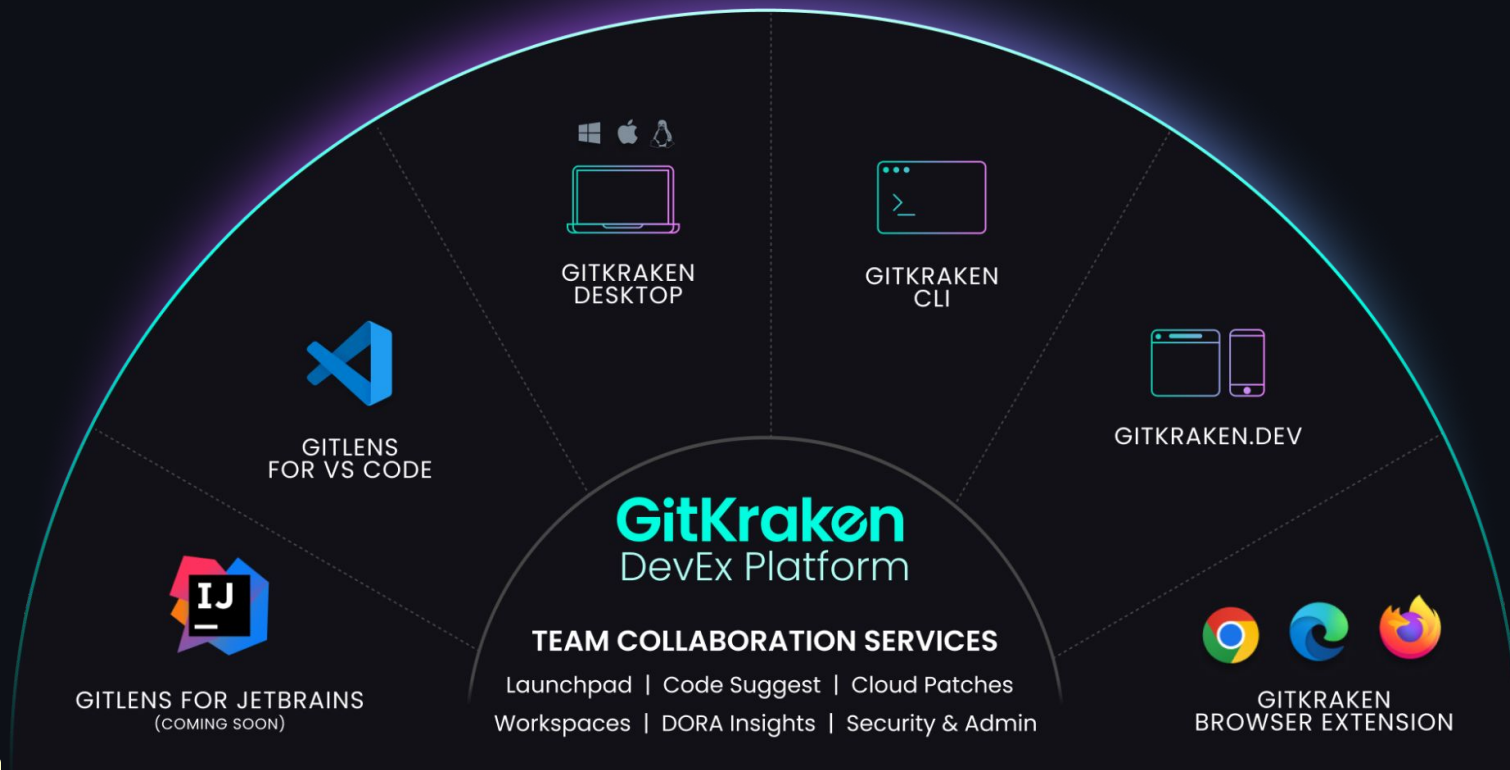 GITKRAKEN
DESKTOP
GITKRAKEN
CLI
GITLENS
FOR VS CODE
GITKRAKEN.DEV
IJ
GITLENS FOR JETBRAINS
(COMING SOON)
GitKraken
DevEx Platform
TEAM COLLABORATION SERVICES
Launchpad | Code Suggest | Cloud Patches
Workspaces | DORA Insights | Security & Admin
GITKRAKEN
BROWSER EXTENSION